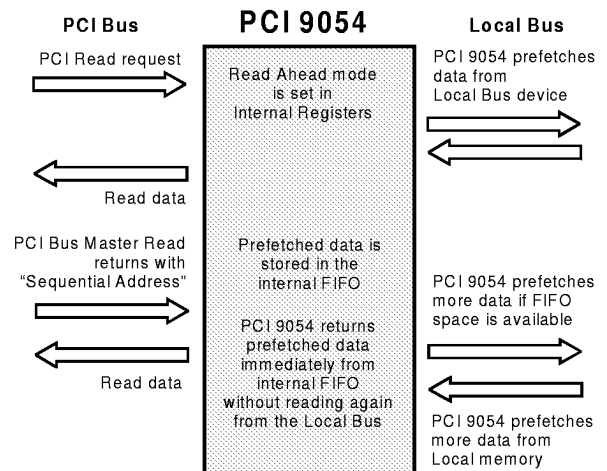 PCI Bus
PCI 9054
Local Bus
PCI Read request
Read Ahead mode
is set in
Internal Registers
PCI 9054 prefetches
data from
Local Bus device
Read data
PCI Bus Master Read
returns with
“Sequential Address”
Prefetched data is
stored in the
internal FIFO
PCI 9054 prefetches
more data if FIFO
space is available
PCI 9054 returns
prefetched data
immediately from
internal FIFO
without reading again
from the Local Bus
Read data
PCI 9054 prefetches
more data from
Local memory